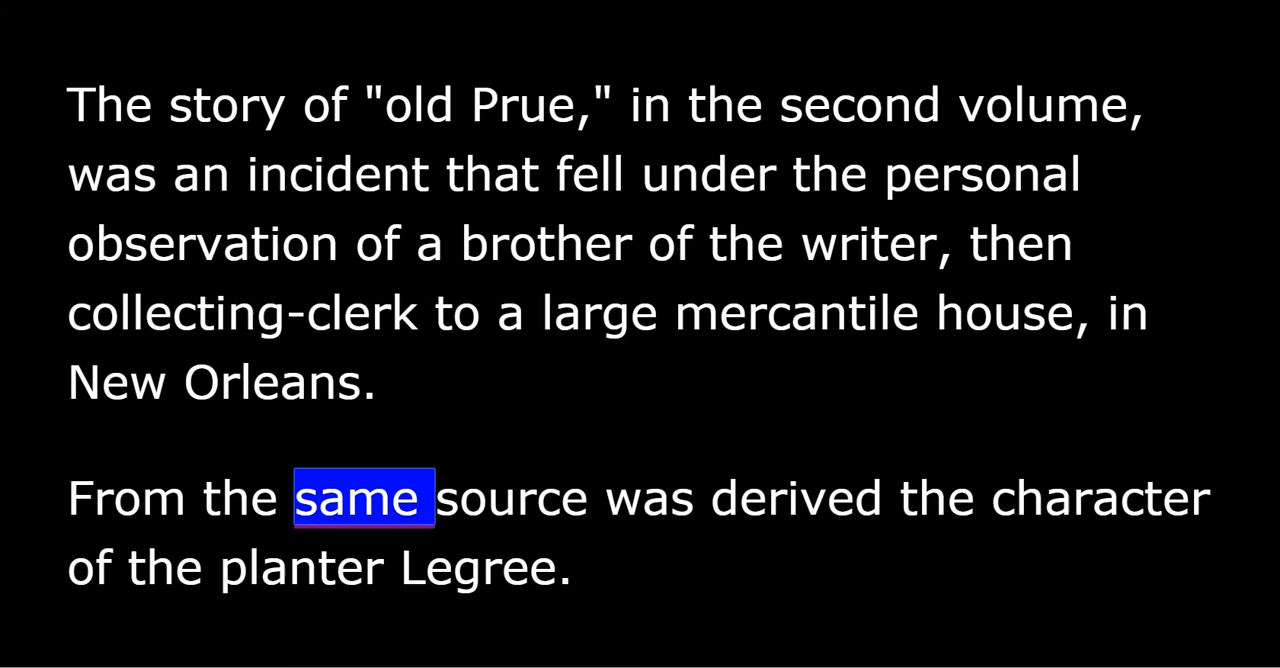 The story of "old Prue," in the second volume,
was an incident that fell under the personal
observation of a brother of the writer, then
collecting-clerk to a large mercantile house, in
New Orleans.
From the same source was derived the character
of the planter Legree.